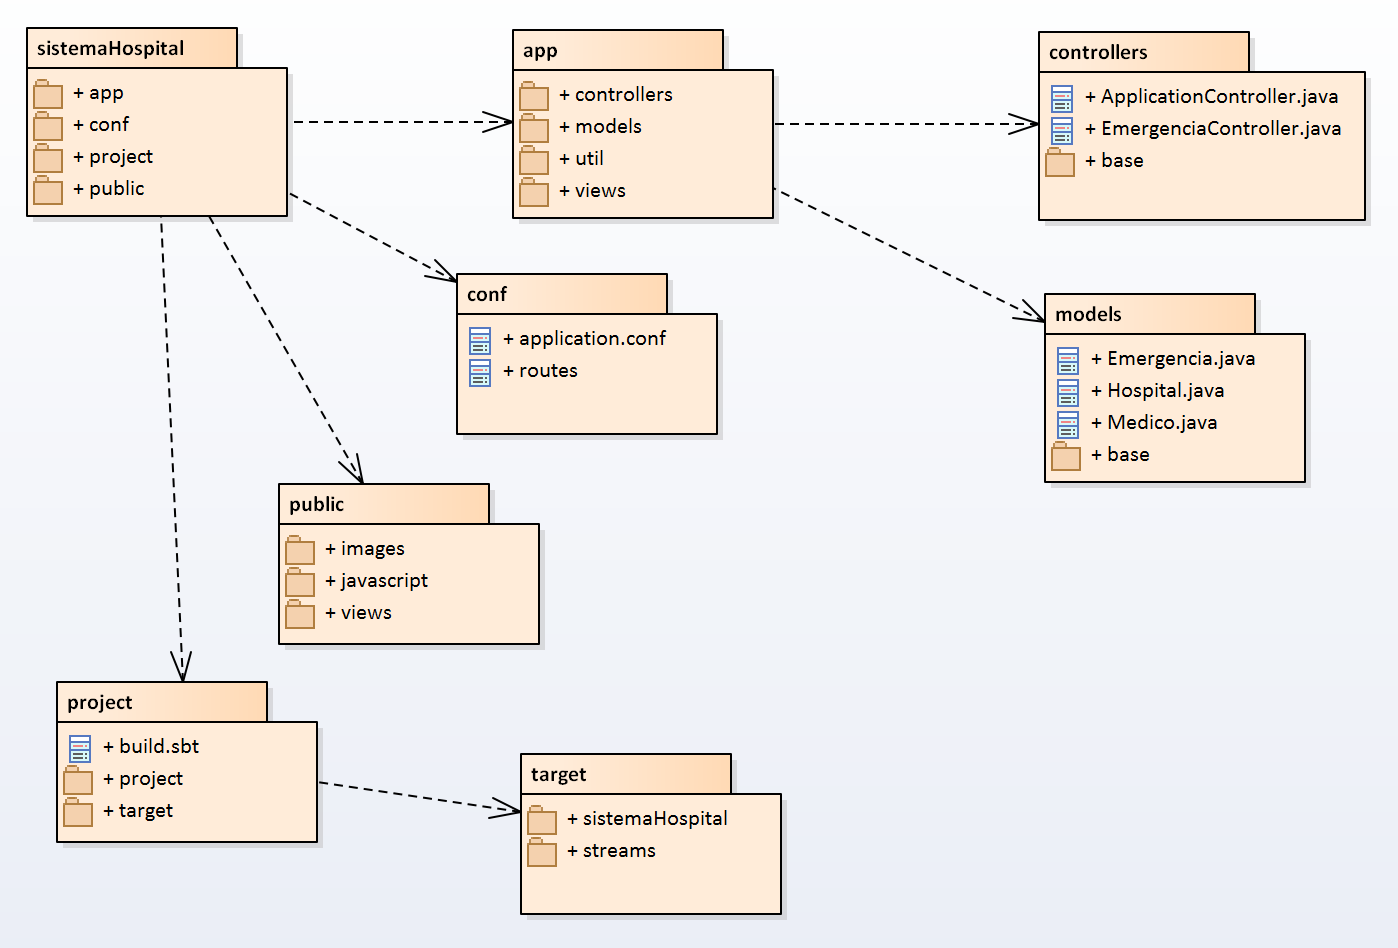 sistemaHospital
+ app
+ conf
+ project
+ public
app
+ controllers
+ models
+ util
+ views
controllers
+ ApplicationController.java
+ EmergenciaController.java
+ base
conf
+ application.conf
+ routes
models
+ Emergencia.java
+ Hospital.java
+ Medico.java
+ base
public
+ images
+ javascript
+ views
project
+ build.sbt
+ project
+ target
target
+ sistemaHospital
+ streams